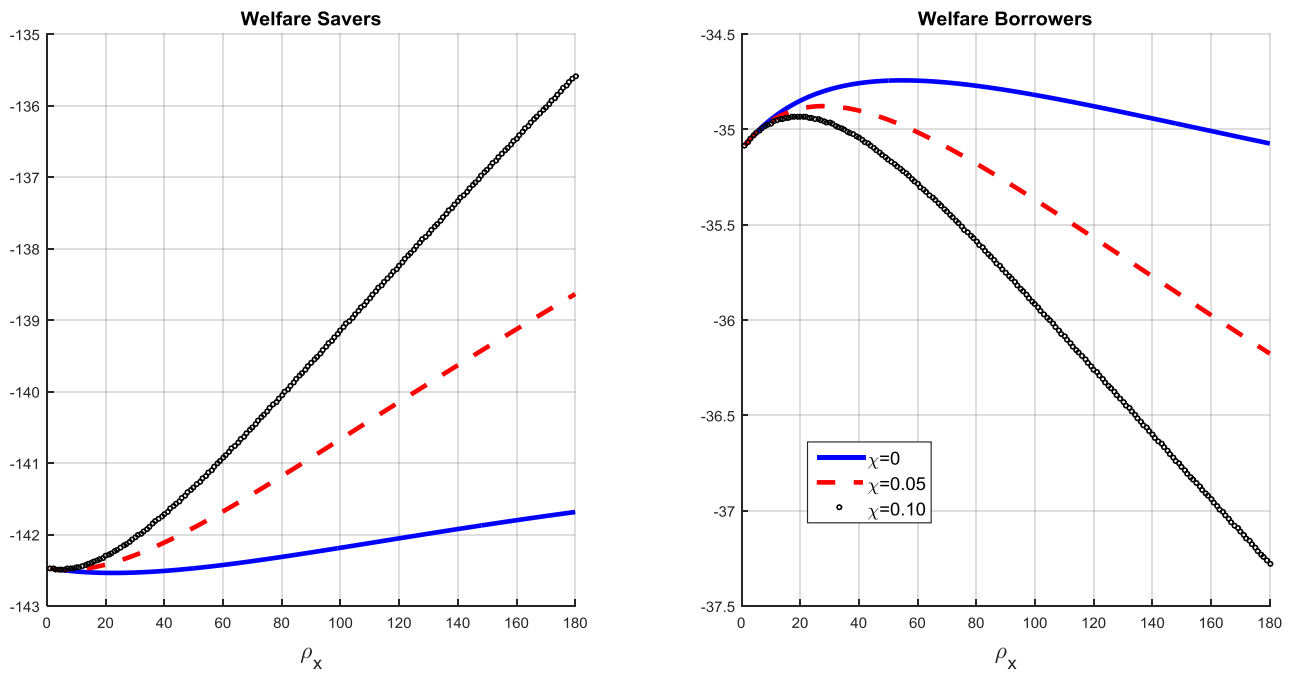 Welfare Savers
-135
-136
-137
-138
-139
-140
-141
-142
-143
0 20 40 60 80 100 120 140 160 180
ρx
Welfare Borrowers
-34.5
-35
-35.5
-36
-36.5
-37
-37.5
χ=0
χ=0.05
χ=0.10
0 20 40 60 80 100 120 140 160 180
ρx